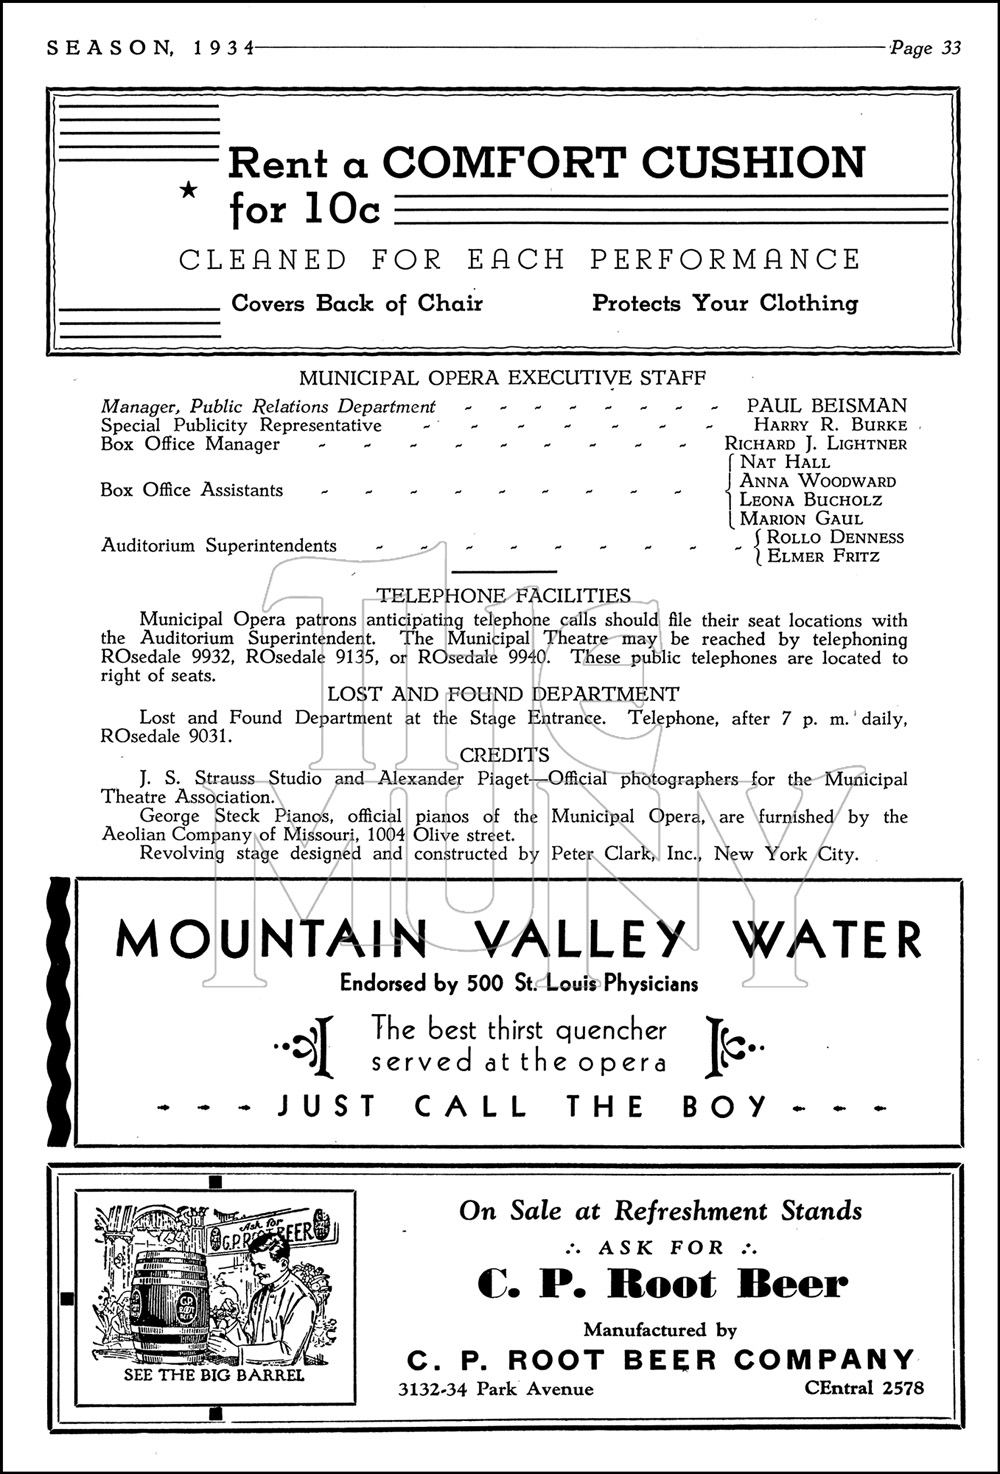 SEASON, 1934 Page 33
Rent a COMFORT CUSHION
for 10c
CLEANED FOR EACH PERFORMANCE
Covers Back of Chair Protects Your Clothing
MUNICIPAL OPERA EXECUTIVE STAFF
Manager, Public Relations Department - - - - - - - - PAUL BEISMAN
Special Publicity Representative - - - - - - - - HARRY R. BURKE
Box Office Manager - - - - - - - - - RICHARD J. LIGHTNER
NAT HALL
ANNA WOODWARD
Box Office Assistants - - - - - - - - -
LEONA BUCHOLZ
MARION GAUL
ROLLO DENNESS
Auditorium Superintendents - - - - - - - - -
ELMER FRITZ
TELEPHONE FACILITIES
Municipal Opera patrons anticipating telephone calls should file their seat locations with
the Auditorium Superintendent. The Municipal Theatre may be reached by telephoning
ROsedale 9932, ROsedale 9135, or ROsedale 9940. These public telephones are located to
right of seats.
LOST AND FOUND DEPARTMENT
Lost and Found Department at the Stage Entrance. Telephone, after 7 p. m. daily,
ROsedale 9031.
CREDITS
J. S. Strauss Studio and Alexander Piaget—Official photographers for the Municipal
Theatre Association.
George Steck Pianos, official pianos of the Municipal Opera, are furnished by the
Aeolian Company of Missouri, 1004 Olive street.
Revolving stage designed and constructed by Peter Clark, Inc., New York City.
THE MUNY
MOUNTAIN VALLEY WATER
Endorsed by 500 St. Louis Physicians
The best thirst quencher
served at the opera
- - - JUST CALL THE BOY - - -
Ask for
C.P. ROOT BEER
C.P.
ROOT
BEER
SEE THE BIG BARREL
On Sale at Refreshment Stands
∴ ASK FOR ∴
C. P. Root Beer
Manufactured by
C. P. ROOT BEER COMPANY
3132-34 Park Avenue CEntral 2578